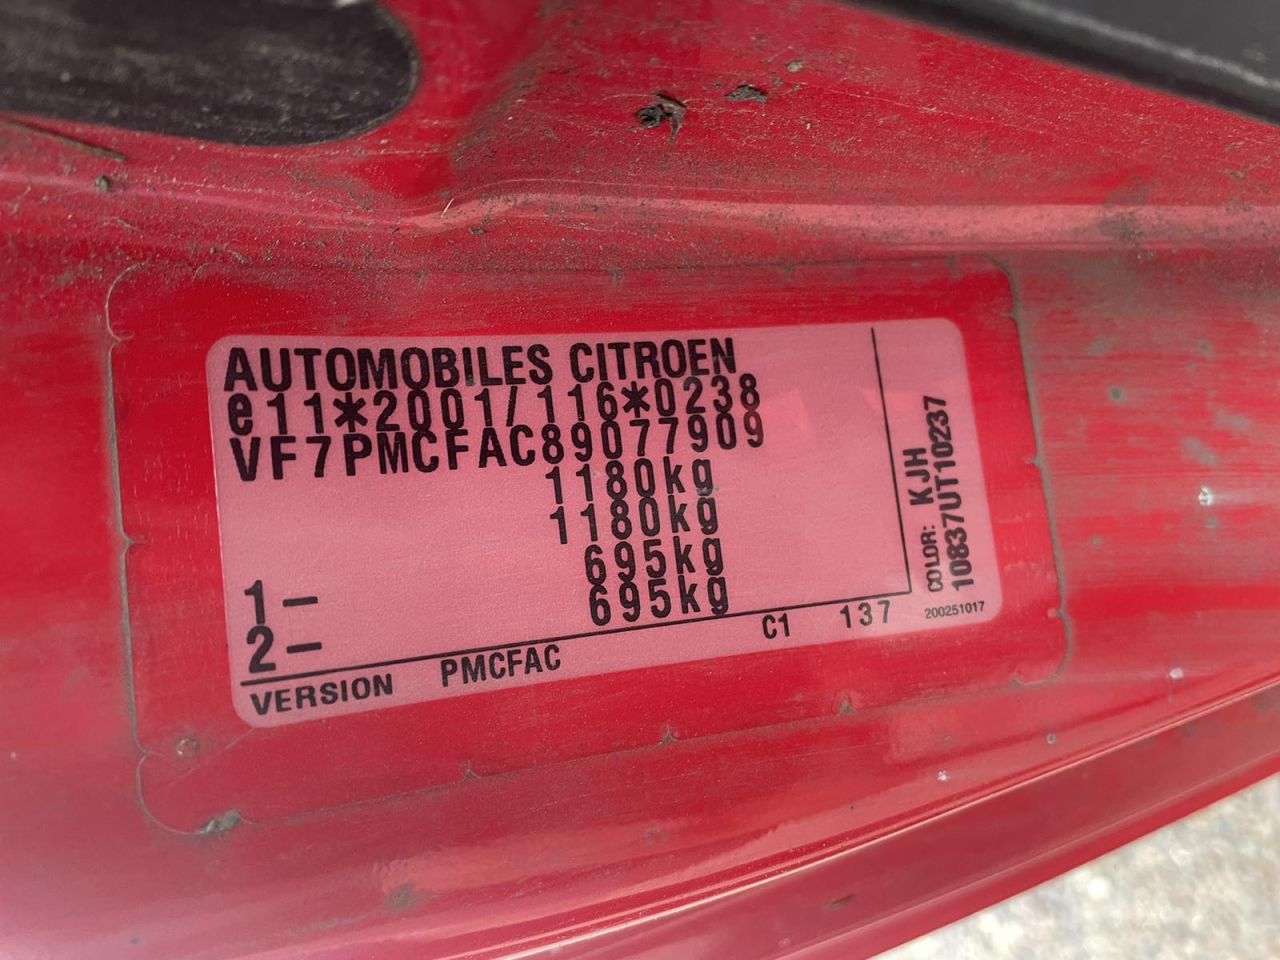 AUTOMOBILES CITROEN
e11*2001/116*0238
VF7PMCFAC89077909
1180kg
1180kg
1- 695kg
2- 695kg
VERSION PMCFAC C1 137
COLOR: KJH
10837UT10237
200251017